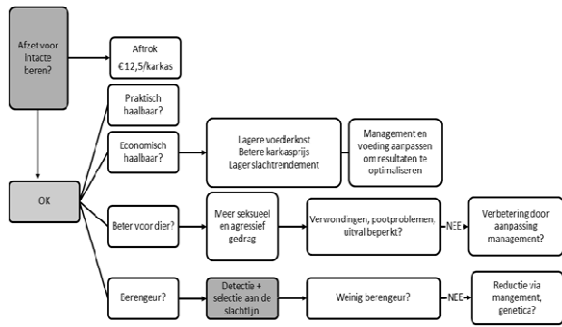 Afzet voor
intacte
beren?
Aftrok
€12,5/karkas
Praktisch
haalbaar?
Economisch
haalbaar?
Lagere voederkost
Betere karkasprijs
Lager slachtrendement
Management en
voeding aanpassen
om resultaten te
optimaliseren
OK
Beter voor dier?
Meer seksueel
en agressief
gedrag
Verwondingen, pootproblemen,
uitval beperkt?
NEE
Verbetering door
aanpassing
management?
Berengeur?
Detectie +
selectie aan de
slachtlijn
Weinig berengeur?
NEE
Reductie via
mangement,
genetica?